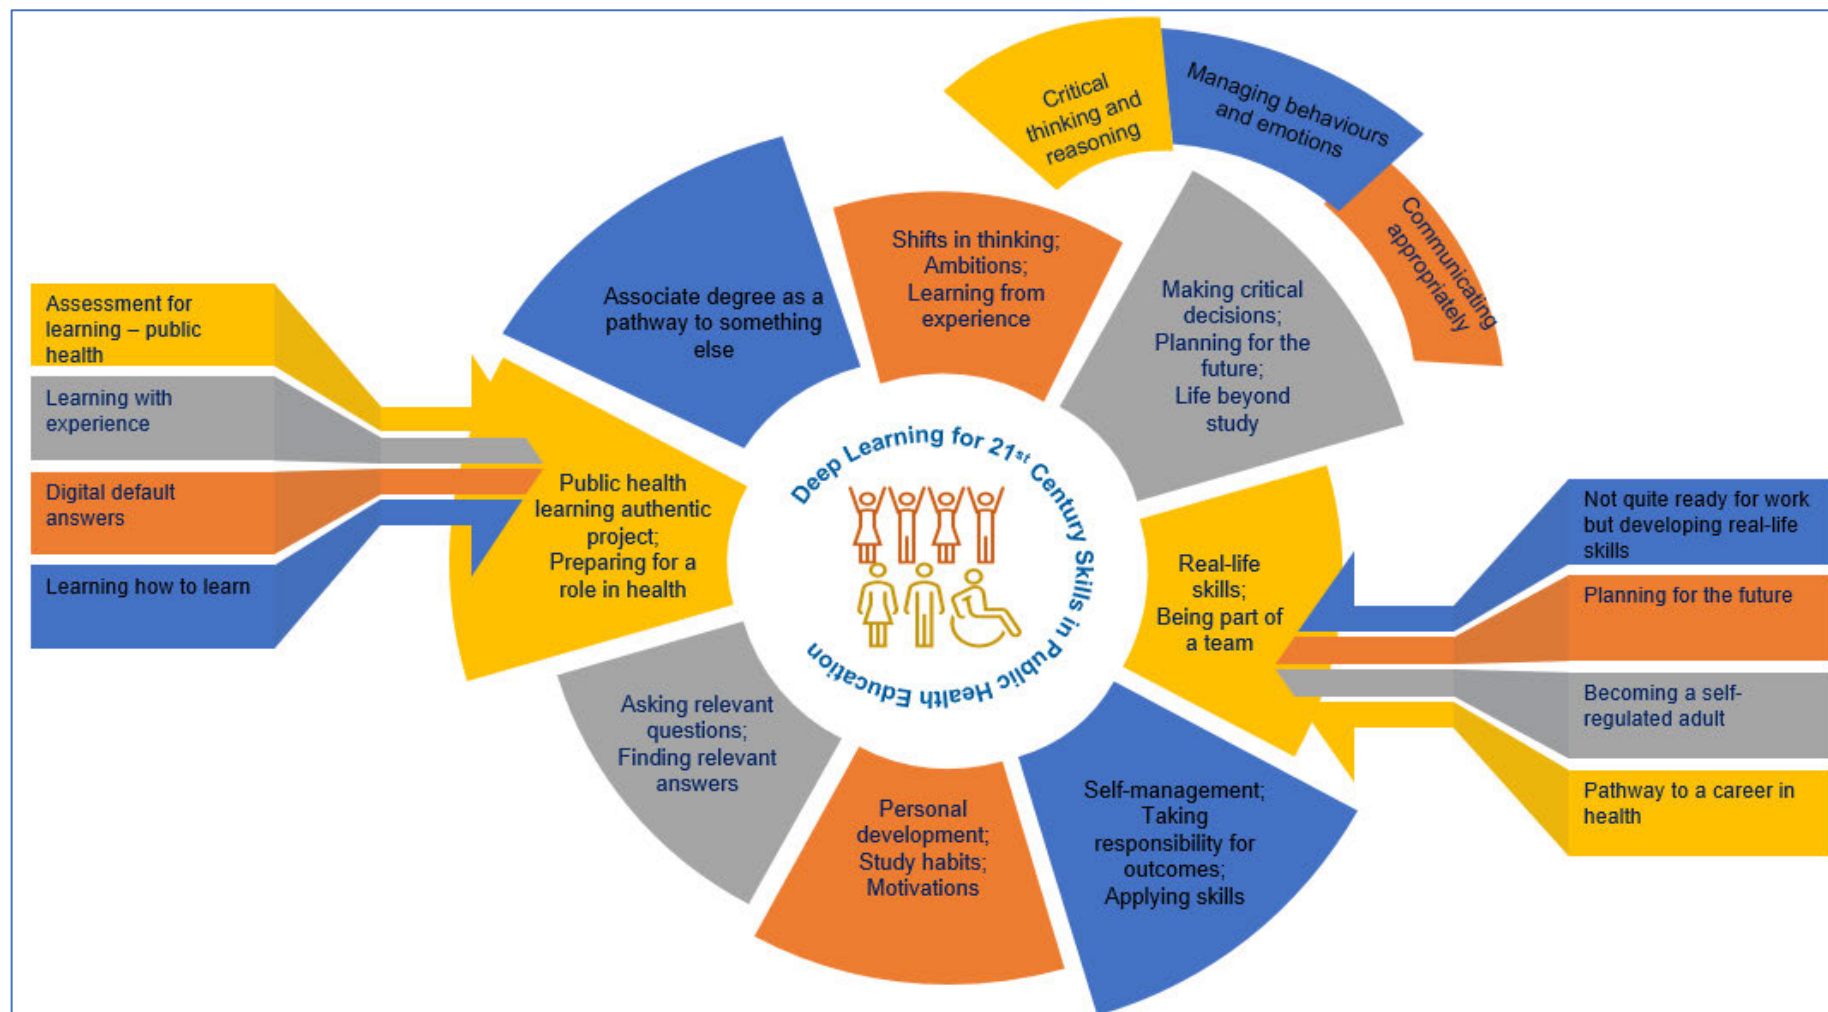 Critical
thinking and
reasoning
Managing behaviours
and emotions
Communicating
appropriately
Associate degree as a
pathway to something
else
Shifts in thinking;
Ambitions;
Learning from
experience
Making critical
decisions;
Planning for the
future;
Life beyond
study
Assessment for
learning – public
health
Learning with
experience
Digital default
answers
Learning how to learn
Public health
learning authentic
project;
Preparing for a
role in health
Deep Learning for 21st Century Skills in Public Health Education
Real-life
skills;
Being part of
a team
Not quite ready for work
but developing real-life
skills
Planning for the future
Becoming a self-
regulated adult
Pathway to a career in
health
Asking relevant
questions;
Finding relevant
answers
Personal
development;
Study habits;
Motivations
Self-management;
Taking
responsibility for
outcomes;
Applying skills